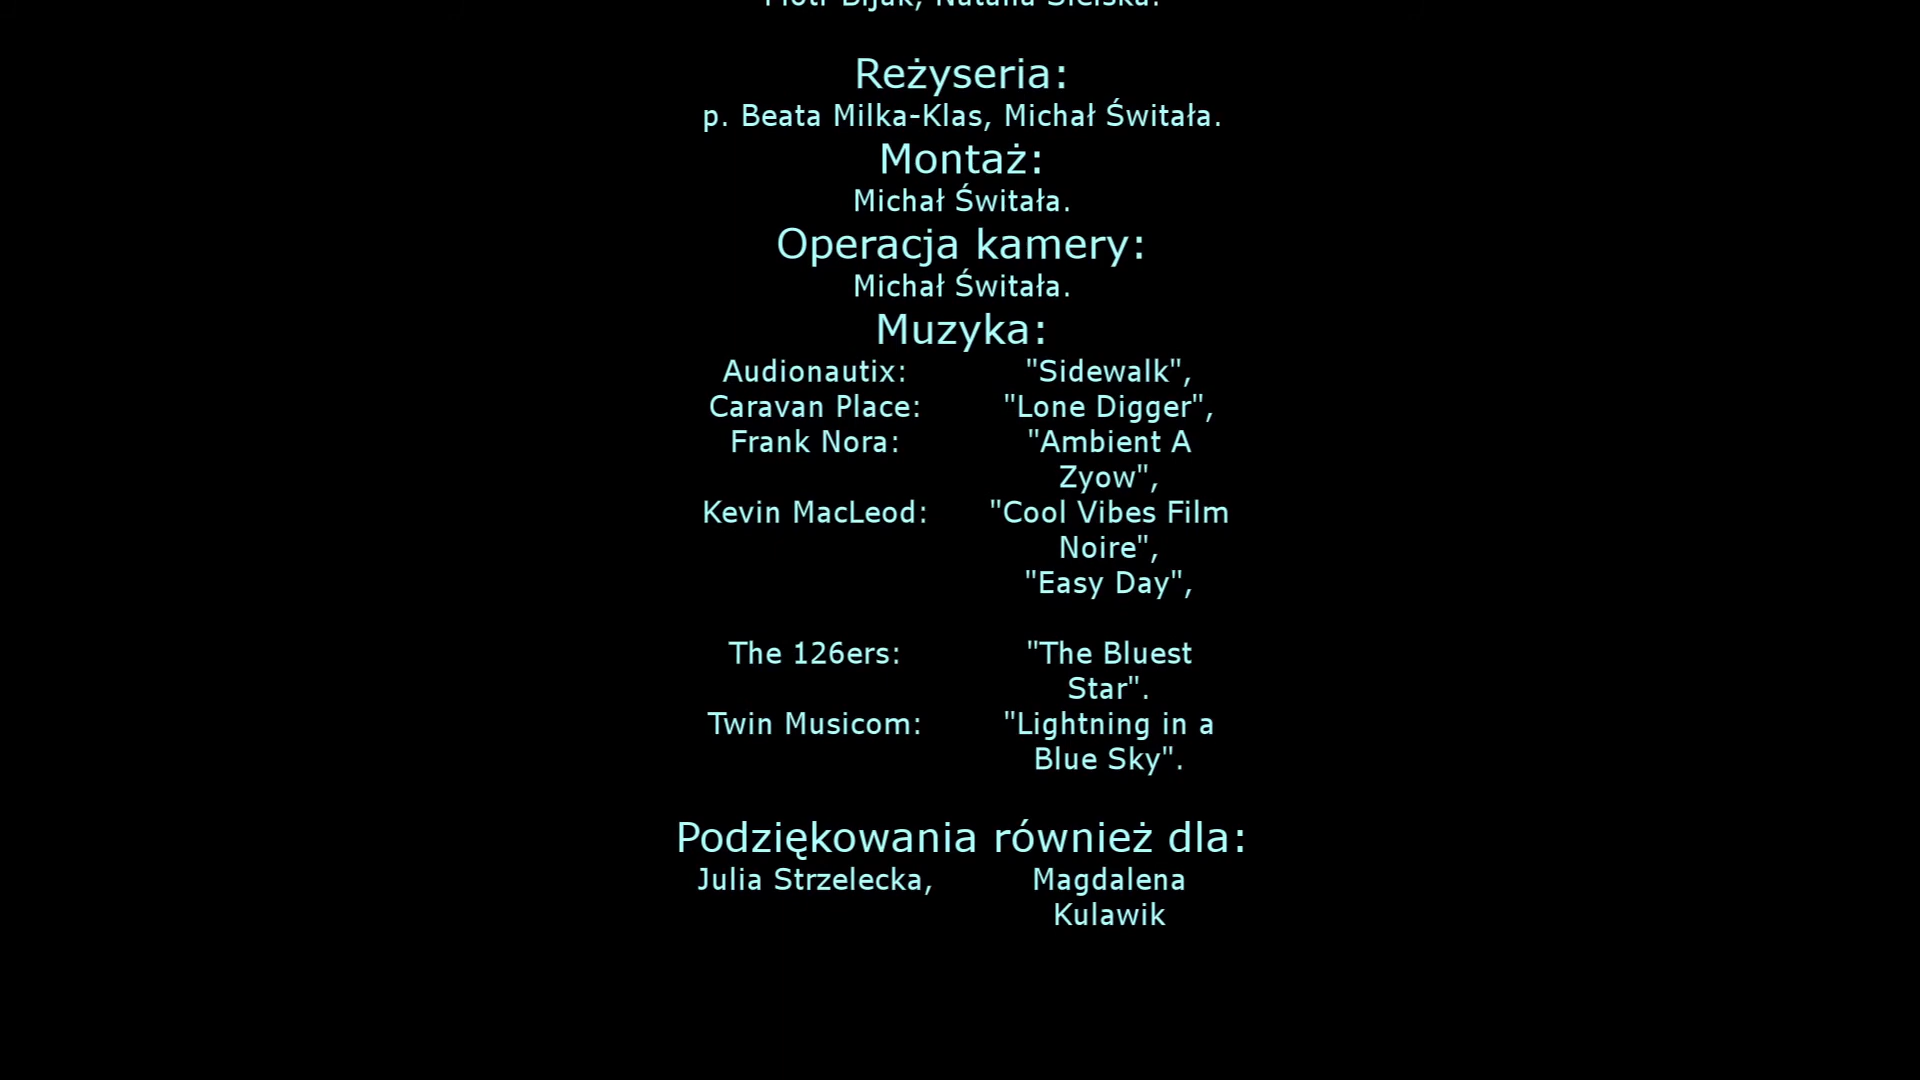 Reżyseria:
p. Beata Milka-Klas, Michał Świtała.
Montaż:
Michał Świtała.
Operacja kamery:
Michał Świtała.
Muzyka:
Audionautix: "Sidewalk",
Caravan Place: "Lone Digger",
Frank Nora: "Ambient A
Zyow",
Kevin MacLeod: "Cool Vibes Film
Noire",
"Easy Day",
The 126ers: "The Bluest
Star".
Twin Musicom: "Lightning in a
Blue Sky".
Podziękowania również dla:
Julia Strzelecka, Magdalena
Kulawik